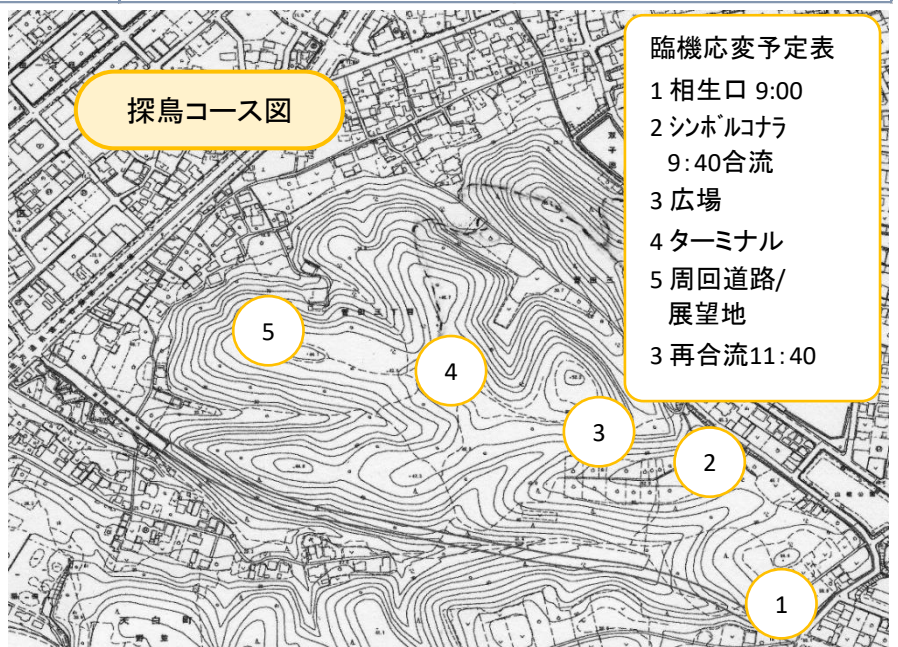 探鳥コース図
臨機応変予定表
1 相生口 9:00
2 シンボルコナラ
9:40合流
3 広場
4 ターミナル
5 周回道路/
展望地
3 再合流11:40
5
4
3
2
1
天白町